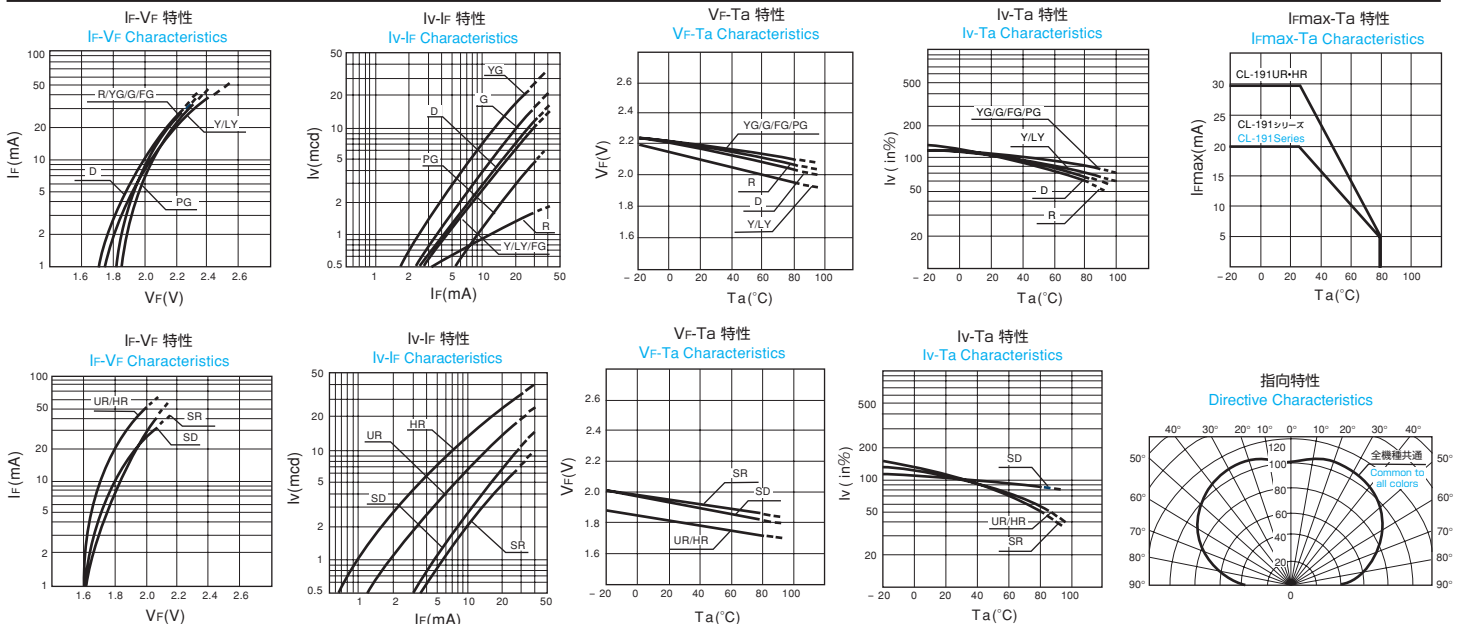 IF-VF 特性
IF-VF Characteristics
100
50
20
10
5
2
1
IF(mA)
R/YG/G/FG
Y/LY
D
PG
1.6
1.8
2.0
2.2
2.4
2.6
VF(V)
Iv-IF 特性
Iv-IF Characteristics
50
20
10
5
2
1
0.5
Iv(mcd)
YG
G
D
PG
R
Y/LY/FG
1
2
5
10
20
50
IF(mA)
VF-Ta 特性
VF-Ta Characteristics
2.6
2.4
2.2
2.0
1.8
1.6
VF(V)
YG/G/FG/PG
R
D
Y/LY
－20
0
20
40
60
80
100
Ta(°C)
Iv-Ta 特性
Iv-Ta Characteristics
500
200
100
50
20
Iv ( in%)
YG/G/FG/PG
Y/LY
D
R
－20
0
20
40
60
80
100
Ta(°C)
IFmax-Ta 特性
IFmax-Ta Characteristics
30
25
20
15
10
5
IFmax(mA)
CL-191UR•HR
CL-191シリーズ
CL-191Series
－20
0
20
40
60
80
100
Ta(°C)
IF-VF 特性
IF-VF Characteristics
100
50
20
10
5
2
1
IF(mA)
UR/HR
SR
SD
1.6
1.8
2.0
2.2
2.4
2.6
VF(V)
Iv-IF 特性
Iv-IF Characteristics
50
20
10
5
2
1
0.5
Iv(mcd)
HR
UR
SD
SR
1
2
5
10
20
50
IF(mA)
VF-Ta 特性
VF-Ta Characteristics
2.6
2.4
2.2
2.0
1.8
1.6
VF(V)
SR
SD
UR/HR
－20
0
20
40
60
80
100
Ta(°C)
Iv-Ta 特性
Iv-Ta Characteristics
500
200
100
50
20
Iv ( in%)
SD
UR/HR
SR
－20
0
20
40
60
80
100
Ta(°C)
指向特性
Directive Characteristics
40° 30° 20° 10° 0° 10° 20° 30° 40°
50°
60°
70°
80°
90°
120
100
80
60
40
20
0
全機種共通
Common to
all colors
50°
60°
70°
80°
90°